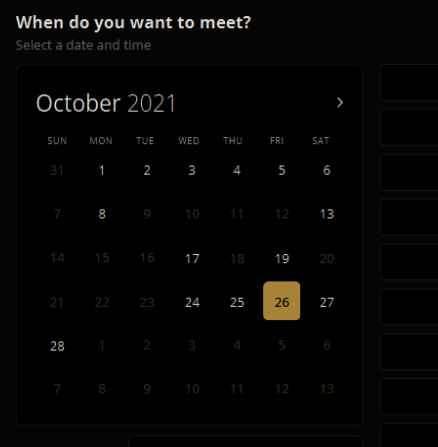 When do you want to meet?
Select a date and time
October 2021 >
SUN MON TUE WED THU FRI SAT
31 1 2 3 4 5 6
7 8 9 10 11 12 13
14 15 16 17 18 19 20
21 22 23 24 25 26 27
28 1 2 3 4 5 6
7 8 9 10 11 12 13